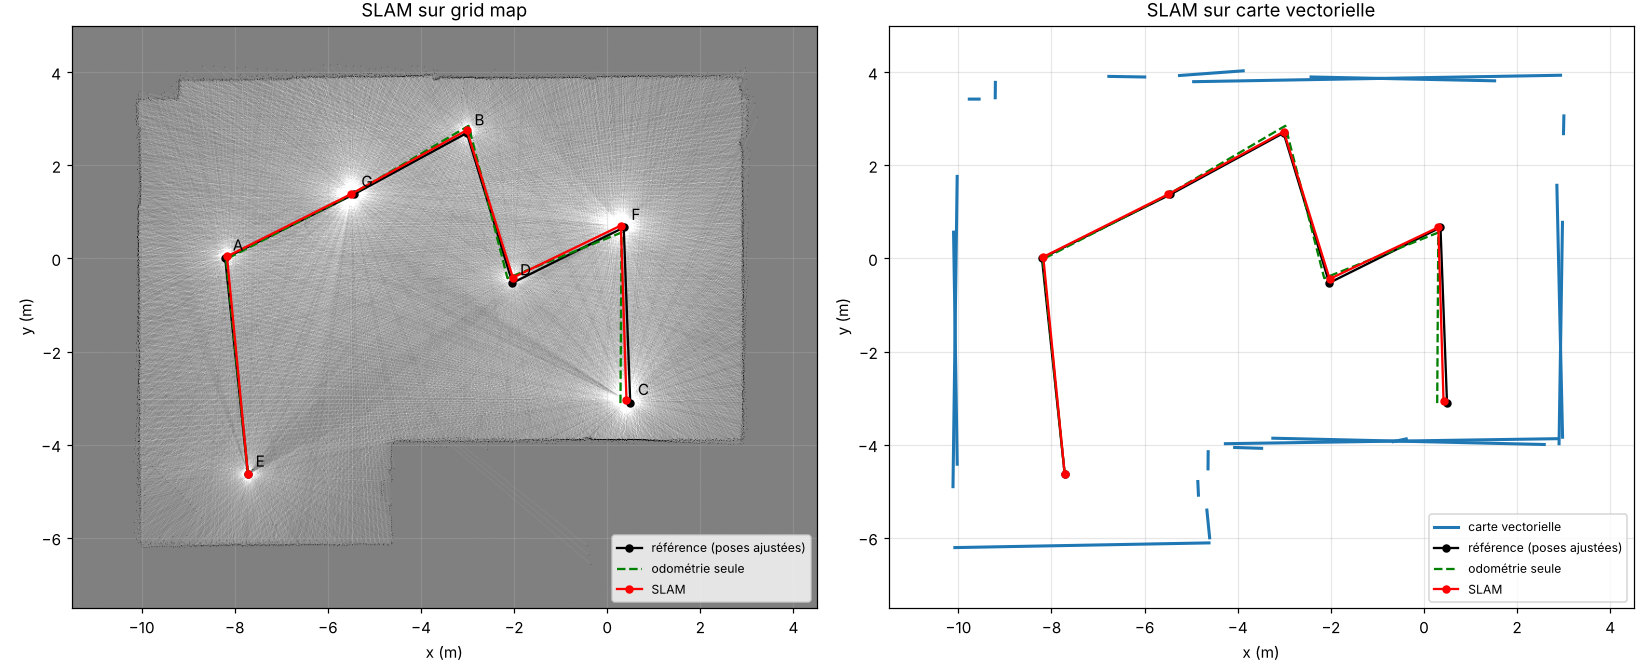 SLAM sur grid map
4
2
0
−2
−4
−6
y (m)
A
G
B
D
F
C
E
référence (poses ajustées)
odométrie seule
SLAM
−10
−8
−6
−4
−2
0
2
4
x (m)
SLAM sur carte vectorielle
4
2
0
−2
−4
−6
y (m)
carte vectorielle
référence (poses ajustées)
odométrie seule
SLAM
−10
−8
−6
−4
−2
0
2
4
x (m)